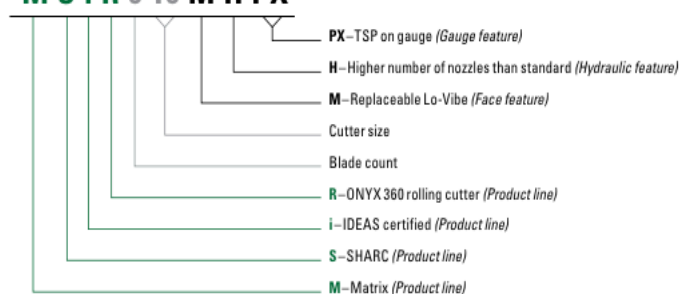 PX–TSP on gauge (Gauge feature)
H–Higher number of nozzles than standard (Hydraulic feature)
M–Replaceable Lo-Vibe (Face feature)
Cutter size
Blade count
R–ONYX 360 rolling cutter (Product line)
i–IDEAS certified (Product line)
S–SHARC (Product line)
M–Matrix (Product line)